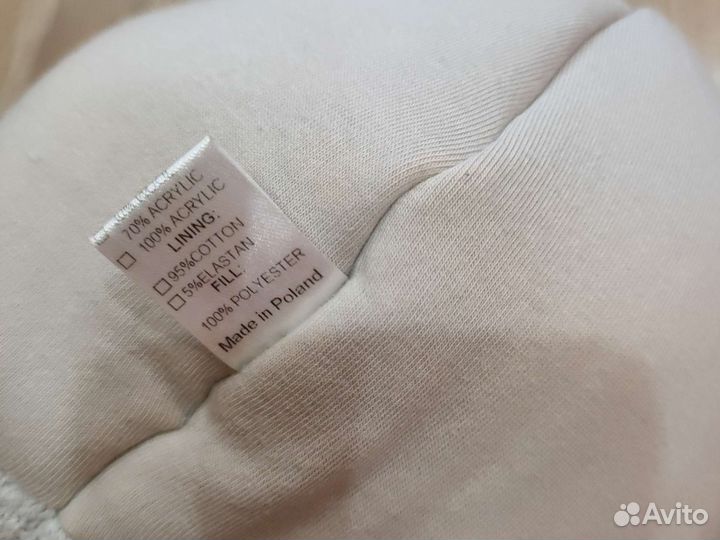 70% ACRYLIC
100% ACRYLIC
LINING:
95%COTTON
5%ELASTAN
FILL:
100% POLYESTER
Made in Poland
Avito